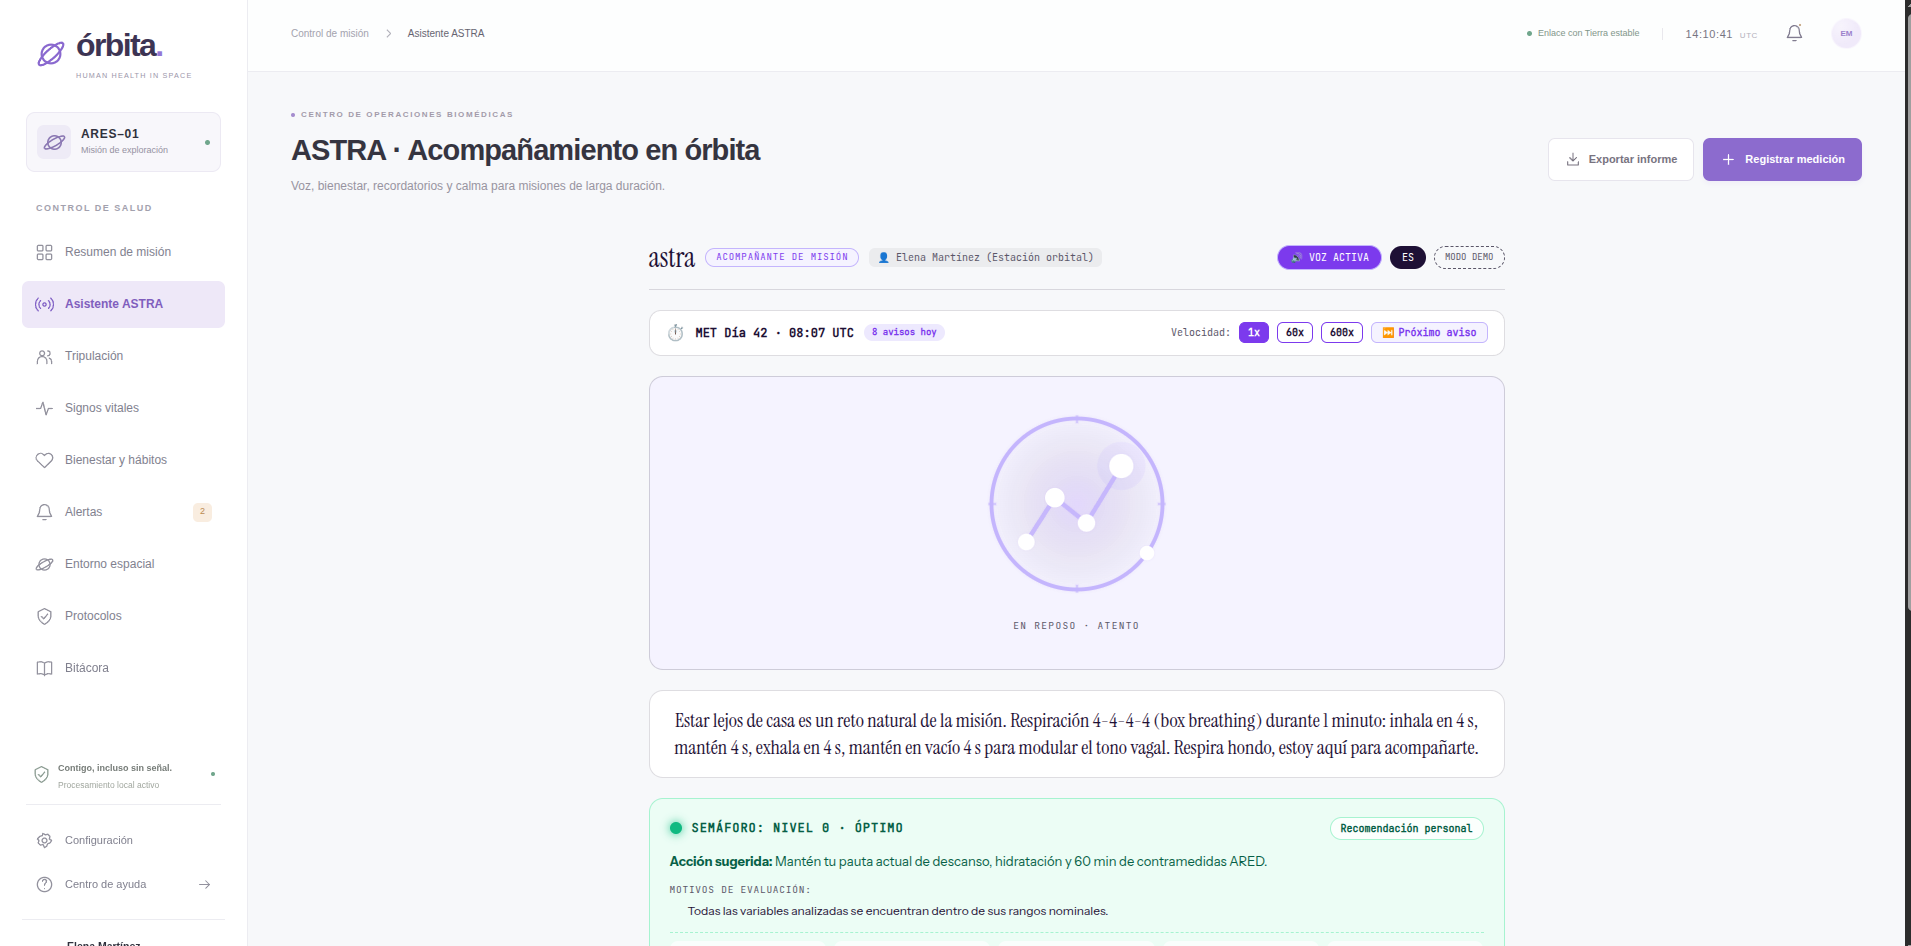 órbita.
HUMAN HEALTH IN SPACE
ARES–01
Misión de exploración
CONTROL DE SALUD
Resumen de misión
Asistente ASTRA
Tripulación
Signos vitales
Bienestar y hábitos
Alertas
2
Entorno espacial
Protocolos
Bitácora
Contigo, incluso sin señal.
Procesamiento local activo
Configuración
Centro de ayuda
Elena Martínez
Control de misión
Asistente ASTRA
Enlace con Tierra estable
14:10:41 UTC
EM
CENTRO DE OPERACIONES BIOMÉDICAS
ASTRA · Acompañamiento en órbita
Voz, bienestar, recordatorios y calma para misiones de larga duración.
Exportar informe
Registrar medición
astra
ACOMPAÑANTE DE MISIÓN
Elena Martínez (Estación orbital)
VOZ ACTIVA
ES
MODO DEMO
MET Día 42 · 08:07 UTC
8 avisos hoy
Velocidad:
1x
60x
600x
Próximo aviso
EN REPOSO · ATENTO
Estar lejos de casa es un reto natural de la misión. Respiración 4-4-4-4 (box breathing) durante 1 minuto: inhala en 4 s,
mantén 4 s, exhala en 4 s, mantén en vacío 4 s para modular el tono vagal. Respira hondo, estoy aquí para acompañarte.
SEMÁFORO: NIVEL 0 · ÓPTIMO
Recomendación personal
Acción sugerida: Mantén tu pauta actual de descanso, hidratación y 60 min de contramedidas ARED.
MOTIVOS DE EVALUACIÓN:
Todas las variables analizadas se encuentran dentro de sus rangos nominales.